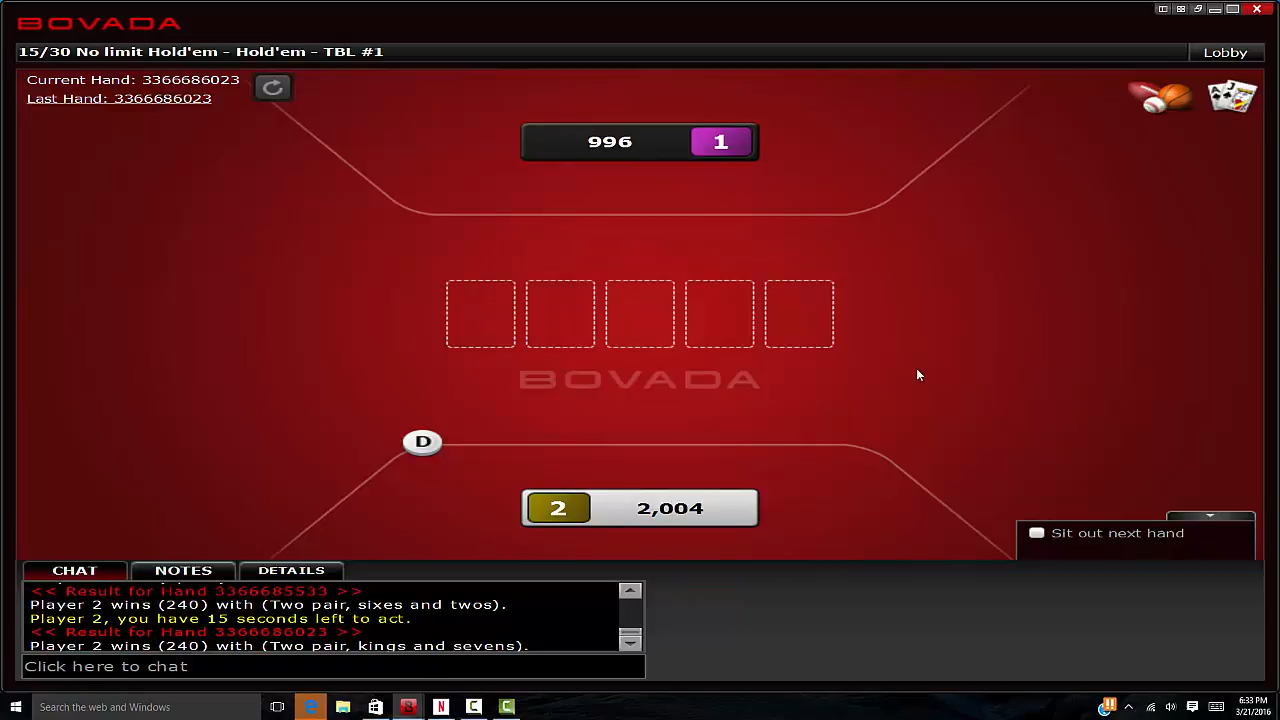 BOVADA
15/30 No limit Hold'em - Hold'em - TBL #1
Lobby
Current Hand: 3366686023
Last Hand: 3366686023
996 1
BOVADA
D
2 2,004
Sit out next hand
CHAT NOTES DETAILS
<< Result for Hand 3366685533 >>
Player 2 wins (240) with (Two pair, sixes and twos).
Player 2, you have 15 seconds left to act.
<< Result for Hand 3366686023 >>
Player 2 wins (240) with (Two pair, kings and sevens).
Click here to chat
Search the web and Windows
6:33 PM
3/21/2016